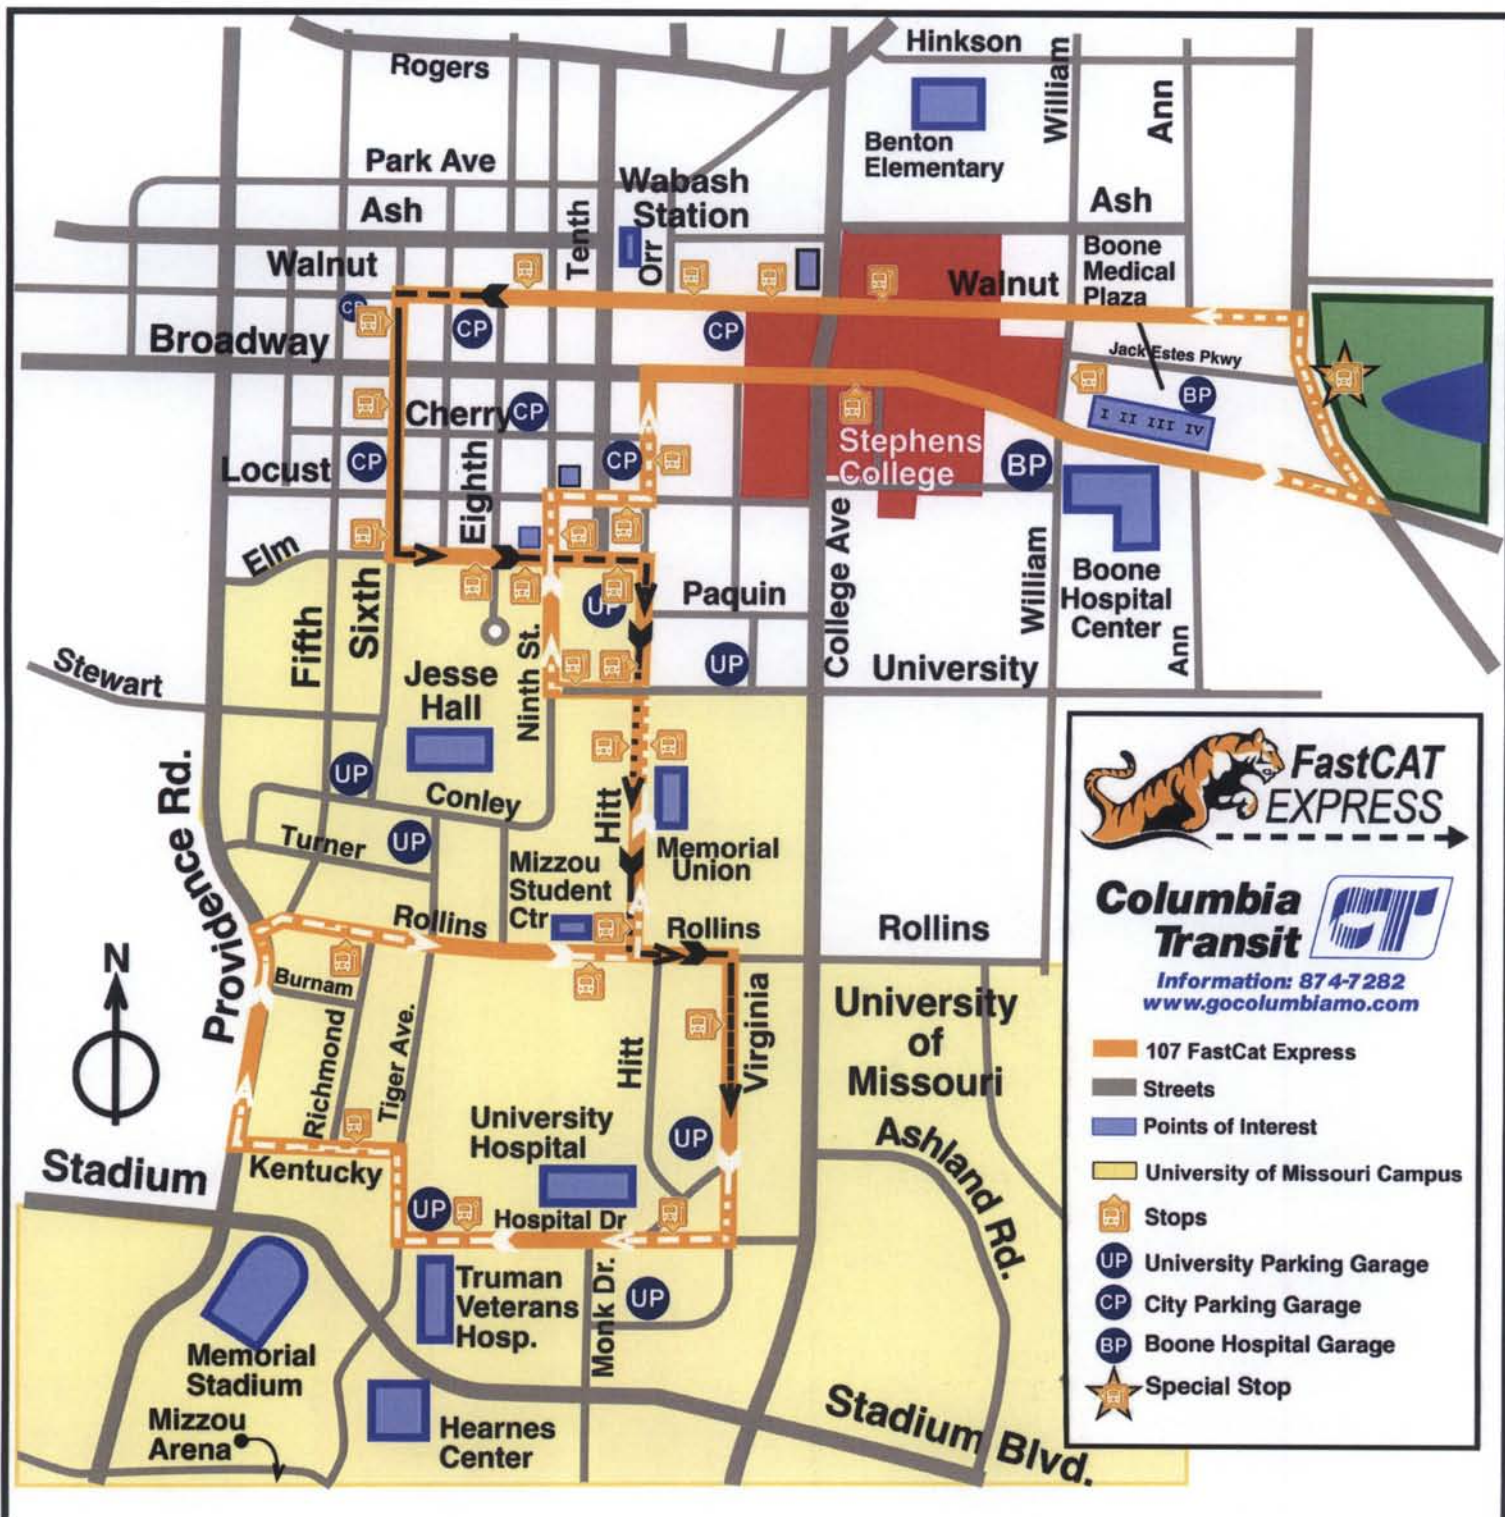 Rogers
Hinkson
William
Ann
Benton
Elementary
Park Ave
Wabash
Station
Ash
Ash
Tenth
Orr
Walnut
Walnut
Boone
Medical
Plaza
CP
CP
CP
Broadway
Jack Estes Pkwy
BP
I II III IV
Cherry
CP
Stephens
College
Locust
CP
CP
BP
Eighth
Elm
Sixth
Fifth
College Ave
William
Boone
Hospital
Center
Ann
Paquin
UP
UP
University
Stewart
Jesse
Hall
Ninth St.
UP
Conley
Hitt
Turner
UP
Mizzou
Student
Ctr
Memorial
Union
Providence Rd.
Rollins
Rollins
Rollins
N
Burnam
Richmond
Tiger Ave.
Hitt
Virginia
University
of
Missouri
University
Hospital
UP
Ashland Rd.
Stadium
Kentucky
UP
Hospital Dr
Truman
Veterans
Hosp.
Monk Dr.
UP
Memorial
Stadium
Mizzou
Arena
Hearnes
Center
Stadium Blvd.
FastCAT
EXPRESS
Columbia
Transit
CT
Information: 874-7282
www.gocolumbiamo.com
107 FastCat Express
Streets
Points of Interest
University of Missouri Campus
Stops
UP University Parking Garage
CP City Parking Garage
BP Boone Hospital Garage
Special Stop